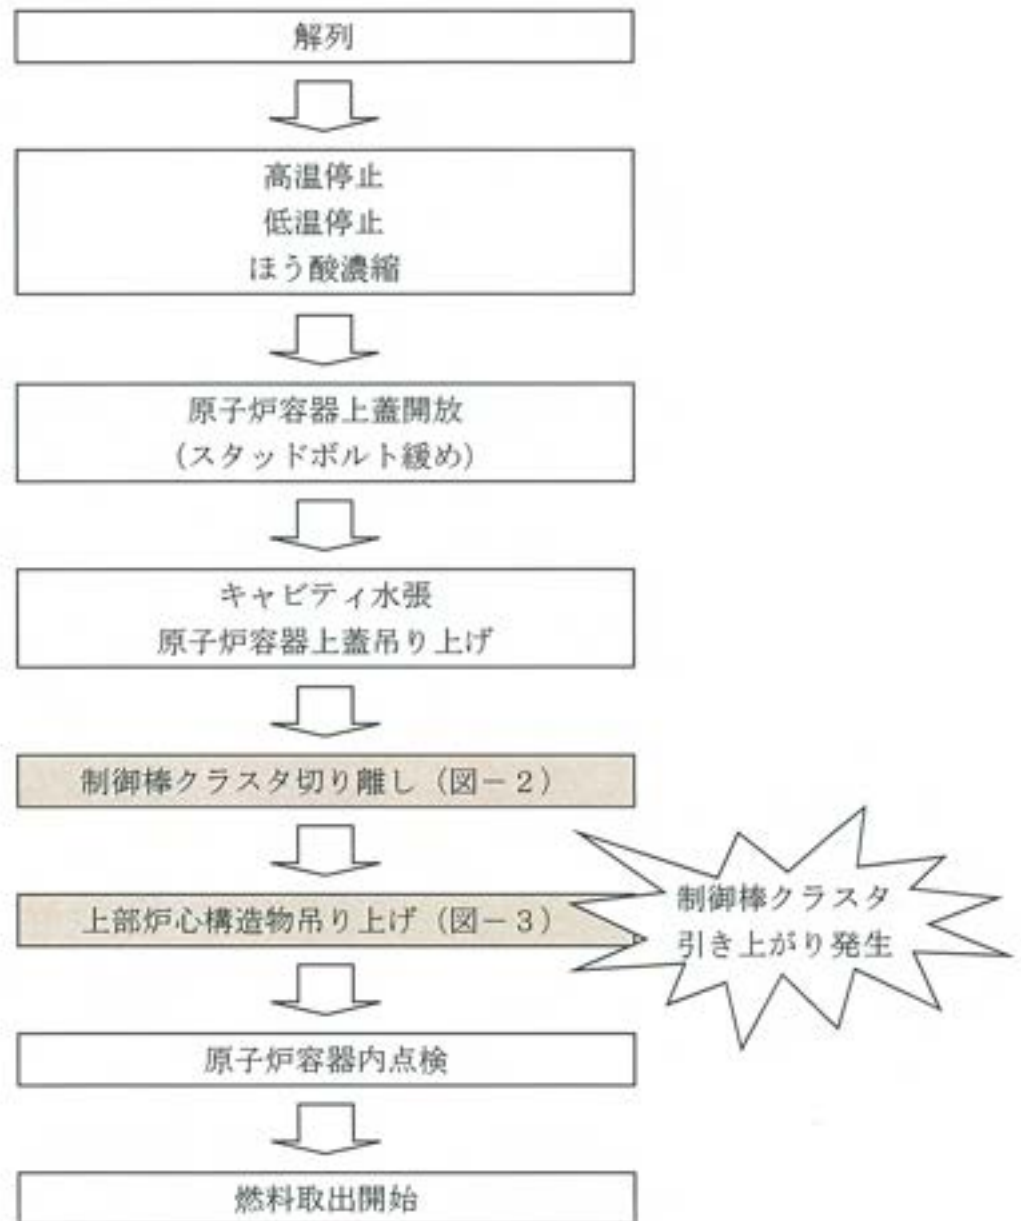 解列
高温停止
低温停止
ほう酸濃縮
原子炉容器上蓋開放
(スタッドボルト緩め)
キャビティ水張
原子炉容器上蓋吊り上げ
制御棒クラスタ切り離し(図－2)
上部炉心構造物吊り上げ(図－3)
制御棒クラスタ
引き上がり発生
原子炉容器内点検
燃料取出開始